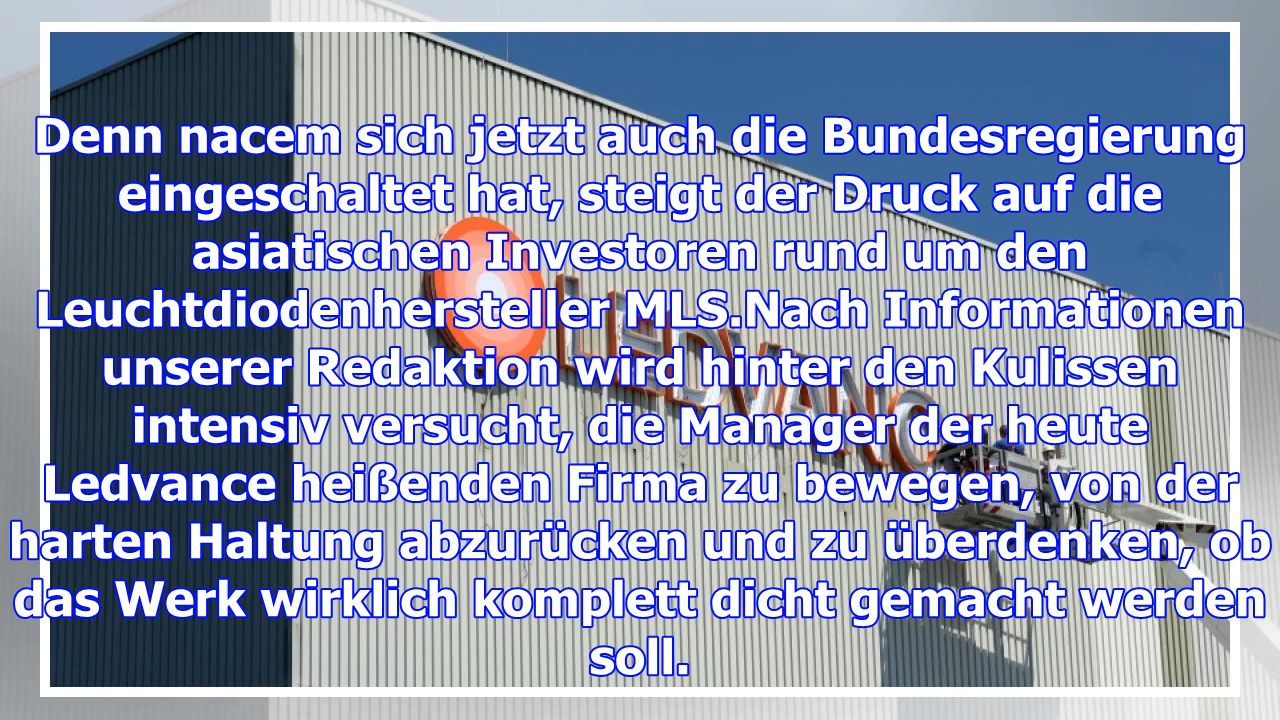 Denn nacem sich jetzt auch die Bundesregierung
eingeschaltet hat, steigt der Druck auf die
asiatischen Investoren rund um den
Leuchtdiodenhersteller MLS.Nach Informationen
unserer Redaktion wird hinter den Kulissen
intensiv versucht, die Manager der heute
Ledvance heißenden Firma zu bewegen, von der
harten Haltung abzurücken und zu überdenken, ob
das Werk wirklich komplett dicht gemacht werden
soll.
LEDVANC